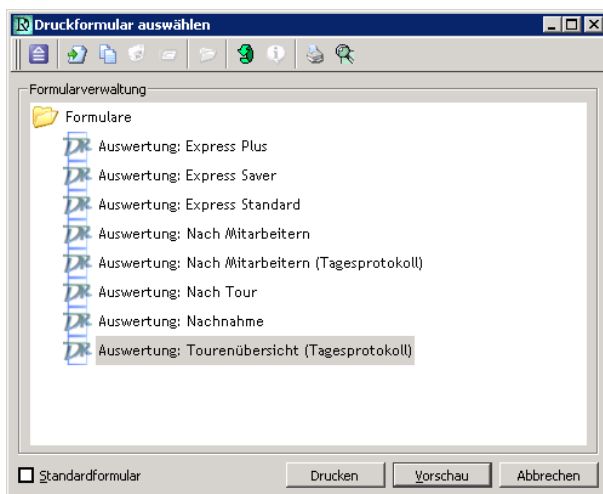 Druckformular auswählen
Formularverwaltung
Formulare
Auswertung: Express Plus
Auswertung: Express Saver
Auswertung: Express Standard
Auswertung: Nach Mitarbeitern
Auswertung: Nach Mitarbeitern (Tagesprotokoll)
Auswertung: Nach Tour
Auswertung: Nachnahme
Auswertung: Tourenübersicht (Tagesprotokoll)
Standardformular
Drucken
Vorschau
Abbrechen